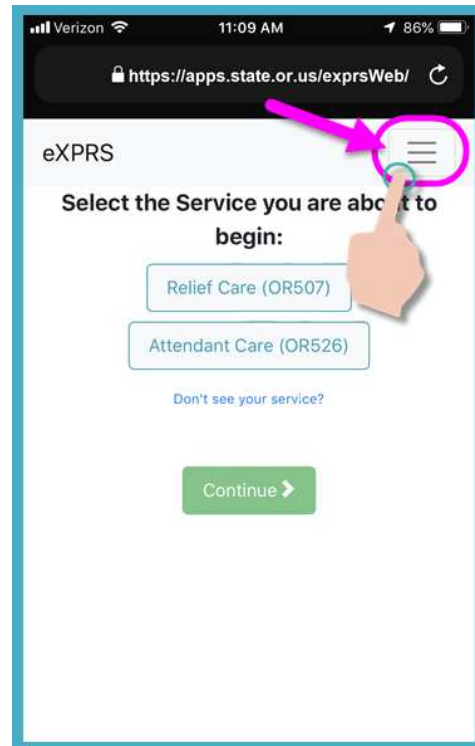 Verizon 11:09 AM 86%
https://apps.state.or.us/exprsWeb/
eXPRS
Select the Service you are about to
begin:
Relief Care (OR507)
Attendant Care (OR526)
Don't see your service?
Continue